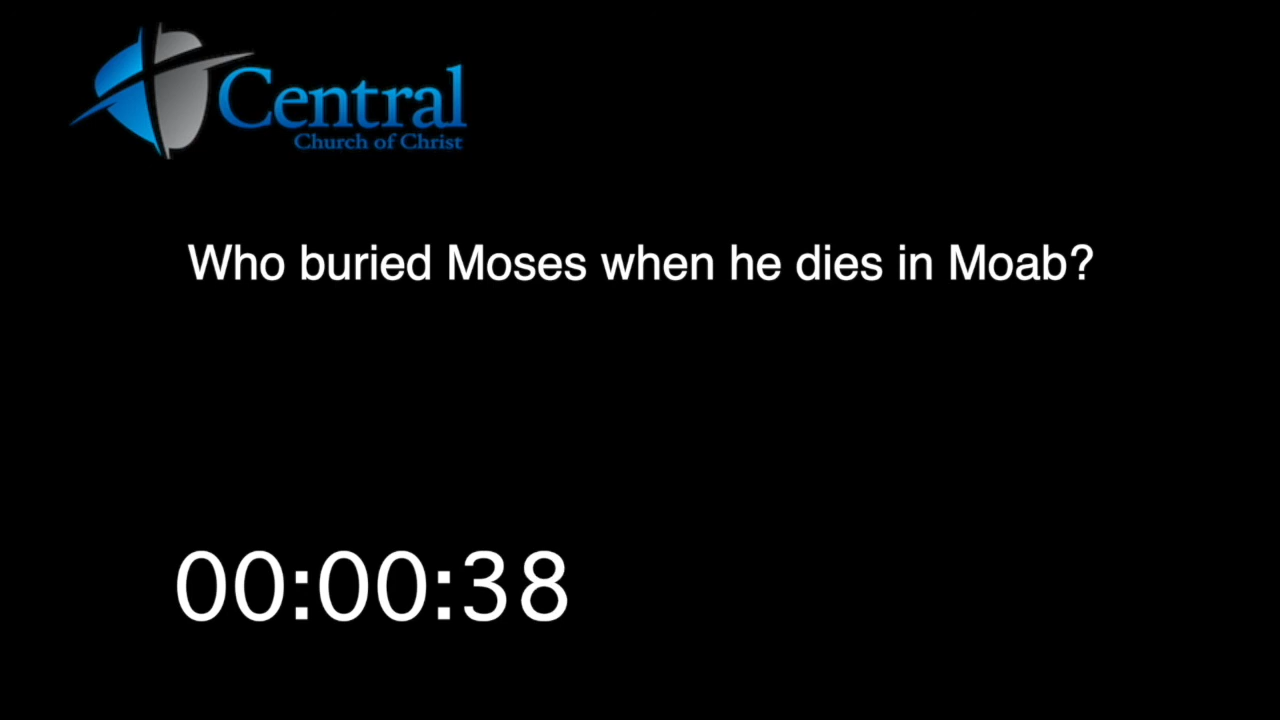 Central
Church of Christ
Who buried Moses when he dies in Moab?
00:00:38